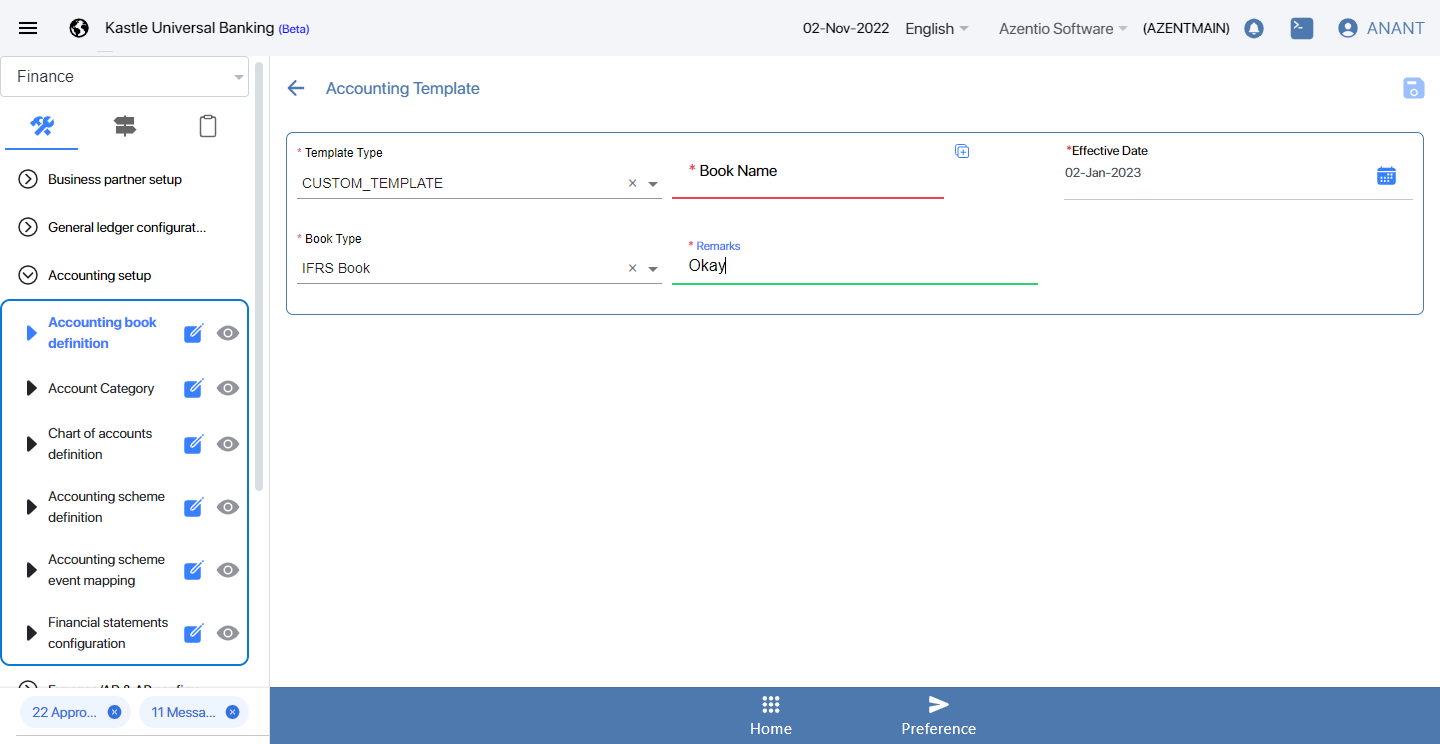 Kastle Universal Banking (Beta)
02-Nov-2022
English
Azentio Software
(AZENTMAIN)
ANANT
Finance
Business partner setup
General ledger configurat...
Accounting setup
Accounting book
definition
Account Category
Chart of accounts
definition
Accounting scheme
definition
Accounting scheme
event mapping
Financial statements
configuration
22 Appro...
11 Messa...
Accounting Template
* Template Type
CUSTOM_TEMPLATE
* Book Name
*Effective Date
02-Jan-2023
* Book Type
IFRS Book
* Remarks
Okay
Home
Preference